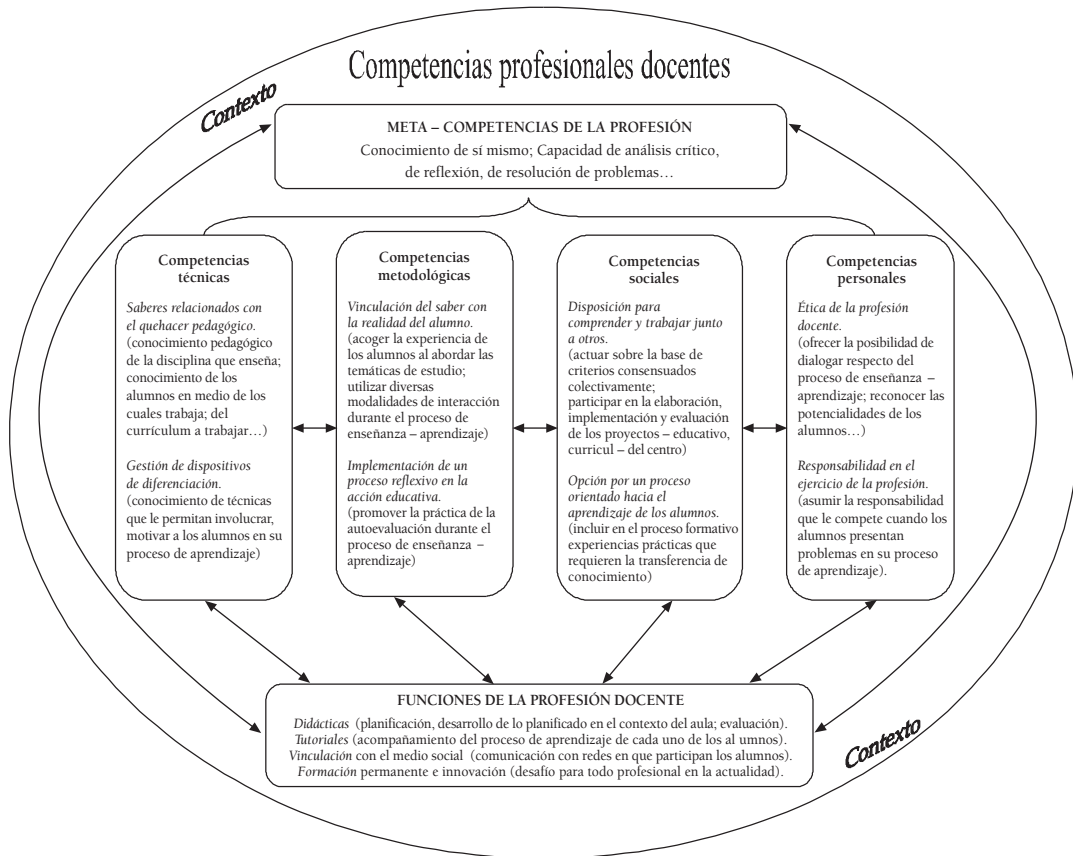 Competencias profesionales docentes
Contexto
META – COMPETENCIAS DE LA PROFESIÓN
Conocimiento de sí mismo; Capacidad de análisis crítico,
de reflexión, de resolución de problemas…
Competencias
técnicas
Saberes relacionados con
el quehacer pedagógico.
(conocimiento pedagógico
de la disciplina que enseña;
conocimiento de los
alumnos en medio de los
cuales trabaja; del
currículum a trabajar…)
Gestión de dispositivos
de diferenciación.
(conocimiento de técnicas
que le permitan involucrar,
motivar a los alumnos en su
proceso de aprendizaje)
Competencias
metodológicas
Vinculación del saber con
la realidad del alumno.
(acoger la experiencia de
los alumnos al abordar las
temáticas de estudio;
utilizar diversas
modalidades de interacción
durante el proceso de
enseñanza – aprendizaje)
Implementación de un
proceso reflexivo en la
acción educativa.
(promover la práctica de la
autoevaluación durante el
proceso de enseñanza –
aprendizaje)
Competencias
sociales
Disposición para
comprender y trabajar junto
a otros.
(actuar sobre la base de
criterios consensuados
colectivamente;
participar en la elaboración,
implementación y evaluación
de los proyectos – educativo,
curricul – del centro)
Opción por un proceso
orientado hacia el
aprendizaje de los alumnos.
(incluir en el proceso formativo
experiencias prácticas que
requieren la transferencia de
conocimiento)
Competencias
personales
Ética de la profesión
docente.
(ofrecer la posibilidad de
dialogar respecto del
proceso de enseñanza –
aprendizaje; reconocer las
potencialidades de los
alumnos…)
Responsabilidad en el
ejercicio de la profesión.
(asumir la responsabilidad
que le compete cuando los
alumnos presentan
problemas en su proceso
de aprendizaje).
FUNCIONES DE LA PROFESIÓN DOCENTE
Didácticas (planificación, desarrollo de lo planificado en el contexto del aula; evaluación).
Tutoriales (acompañamiento del proceso de aprendizaje de cada uno de los al umnos).
Vinculación con el medio social (comunicación con redes en que participan los alumnos).
Formación permanente e innovación (desafío para todo profesional en la actualidad).
Contexto